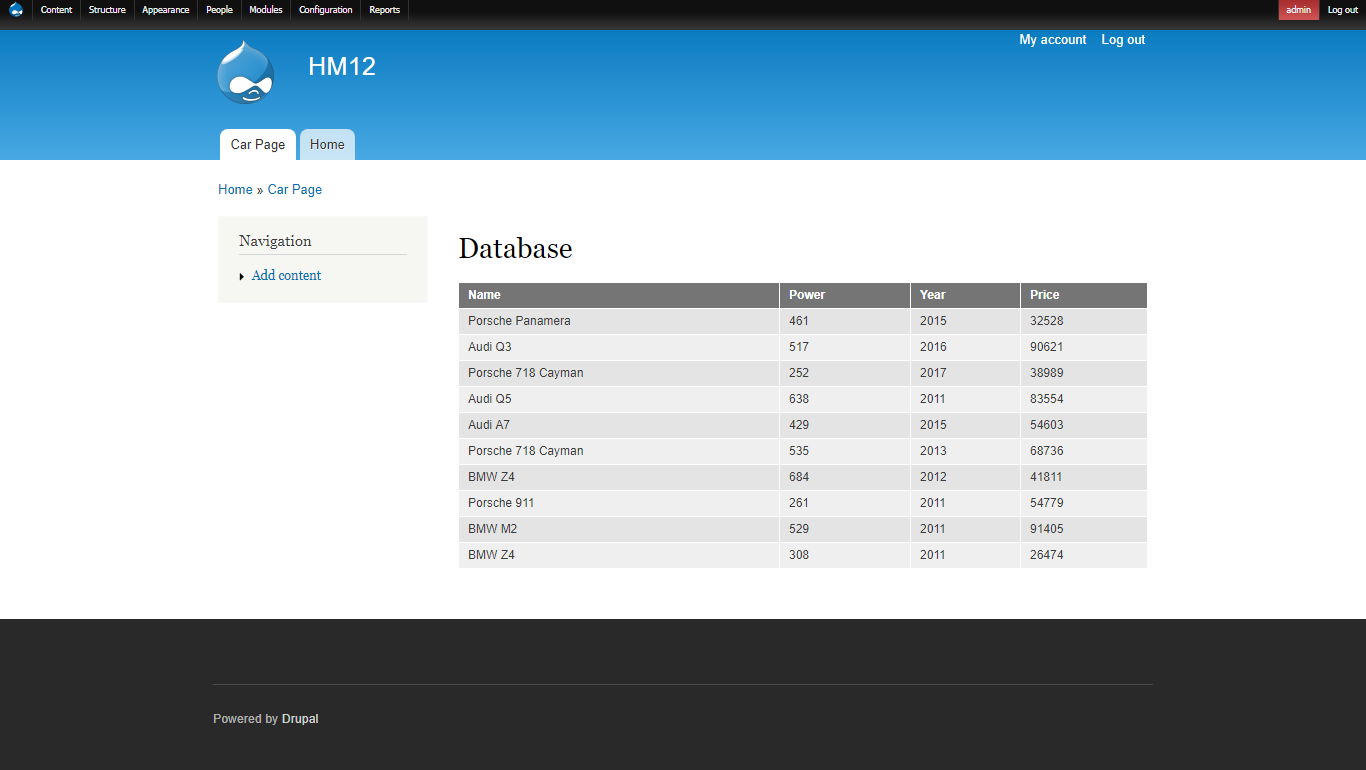 Content Structure Appearance People Modules Configuration Reports admin Log out
My account Log out
HM12
Car Page Home
Home » Car Page
Navigation
Add content
Database
Name Power Year Price
Porsche Panamera 461 2015 32528
Audi Q3 517 2016 90621
Porsche 718 Cayman 252 2017 38989
Audi Q5 638 2011 83554
Audi A7 429 2015 54603
Porsche 718 Cayman 535 2013 68736
BMW Z4 684 2012 41811
Porsche 911 261 2011 54779
BMW M2 529 2011 91405
BMW Z4 308 2011 26474
Powered by Drupal